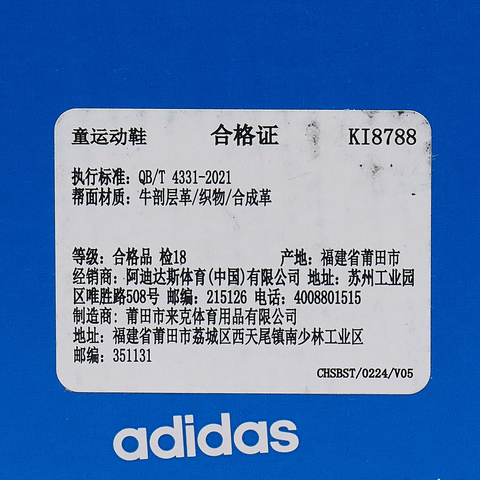 童运动鞋 合格证 KI8788
执行标准: QB/T 4331-2021
帮面材质: 牛剖层革/织物/合成革
等级: 合格品 检18 产地: 福建省莆田市
经销商: 阿迪达斯体育(中国)有限公司 地址: 苏州工业园
区唯胜路508号 邮编: 215126 电话: 4008801515
制造商: 莆田市来克体育用品有限公司
地址: 福建省莆田市荔城区西天尾镇南少林工业区
邮编: 351131
CHSBST/0224/V05
adidas